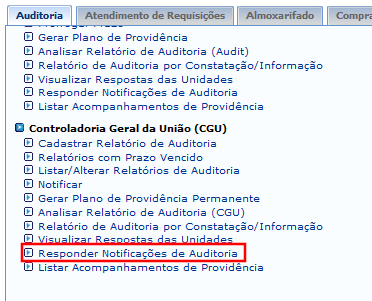 Auditoria
Atendimento de Requisições
Almoxarifado
Compra
Gerar Plano de Providência
Analisar Relatório de Auditoria (Audit)
Relatório de Auditoria por Constatação/Informação
Visualizar Respostas das Unidades
Responder Notificações de Auditoria
Listar Acompanhamentos de Providência
Controladoria Geral da União (CGU)
Cadastrar Relatório de Auditoria
Relatórios com Prazo Vencido
Listar/Alterar Relatórios de Auditoria
Notificar
Gerar Plano de Providência Permanente
Analisar Relatório de Auditoria (CGU)
Relatório de Auditoria por Constatação/Informação
Visualizar Respostas das Unidades
Responder Notificações de Auditoria
Listar Acompanhamentos de Providência